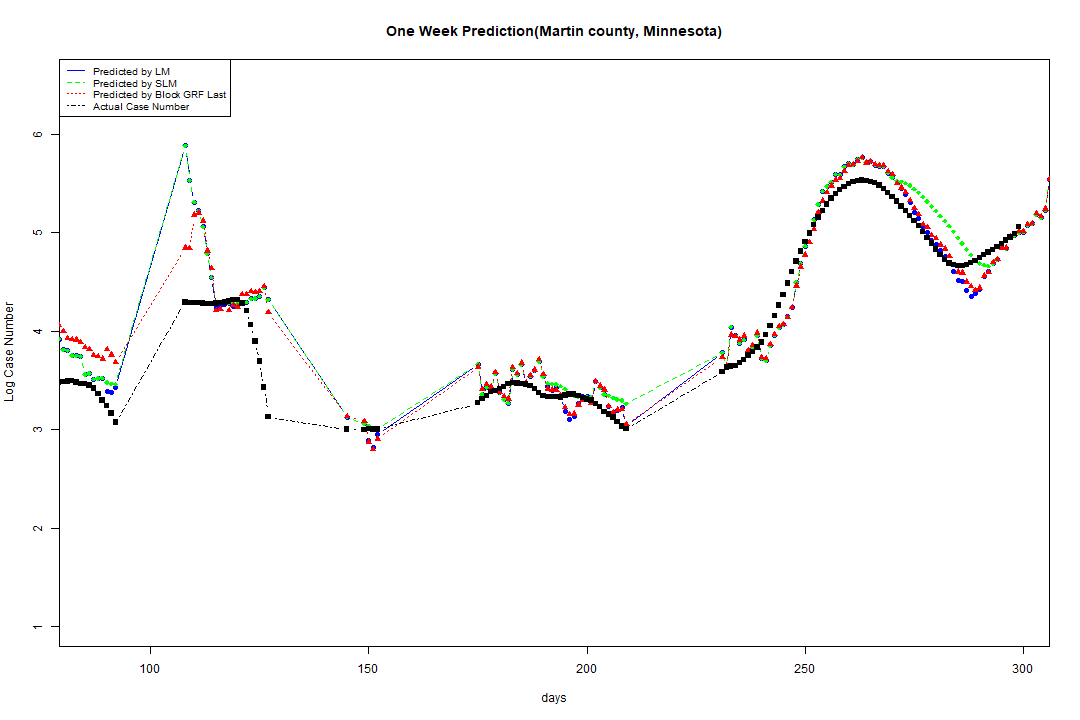 One Week Prediction(Martin county, Minnesota)
Predicted by LM
Predicted by SLM
Predicted by Block GRF Last
Actual Case Number
6
5
4
3
2
1
Log Case Number
100 150 200 250 300
days